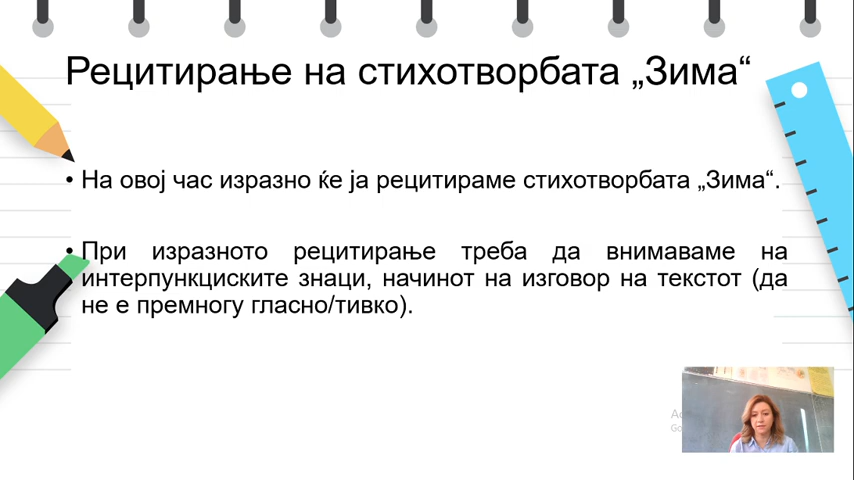 Рецитирање на стихотворбата „Зима“
• На овој час изразно ќе ја рецитираме стихотворбата „Зима“.
• При изразното рецитирање треба да внимаваме на
интерпункциските знаци, начинот на изговор на текстот (да
не е премногу гласно/тивко).